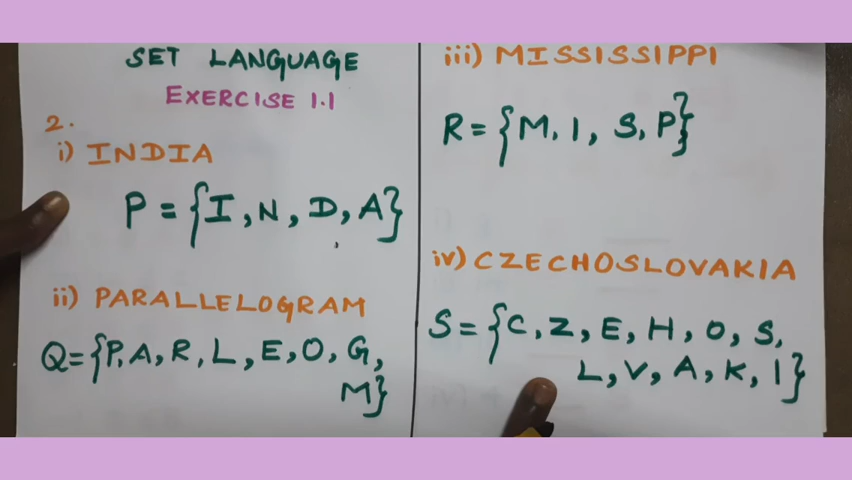 SET LANGUAGE
EXERCISE 1.1
2.
i) INDIA
P = {I, N, D, A}
ii) PARALLELOGRAM
Q = {P, A, R, L, E, O, G,
M}
iii) MISSISSIPPI
R = {M, I, S, P}
iv) CZECHOSLOVAKIA
S = {C, Z, E, H, O, S,
L, V, A, K, I}